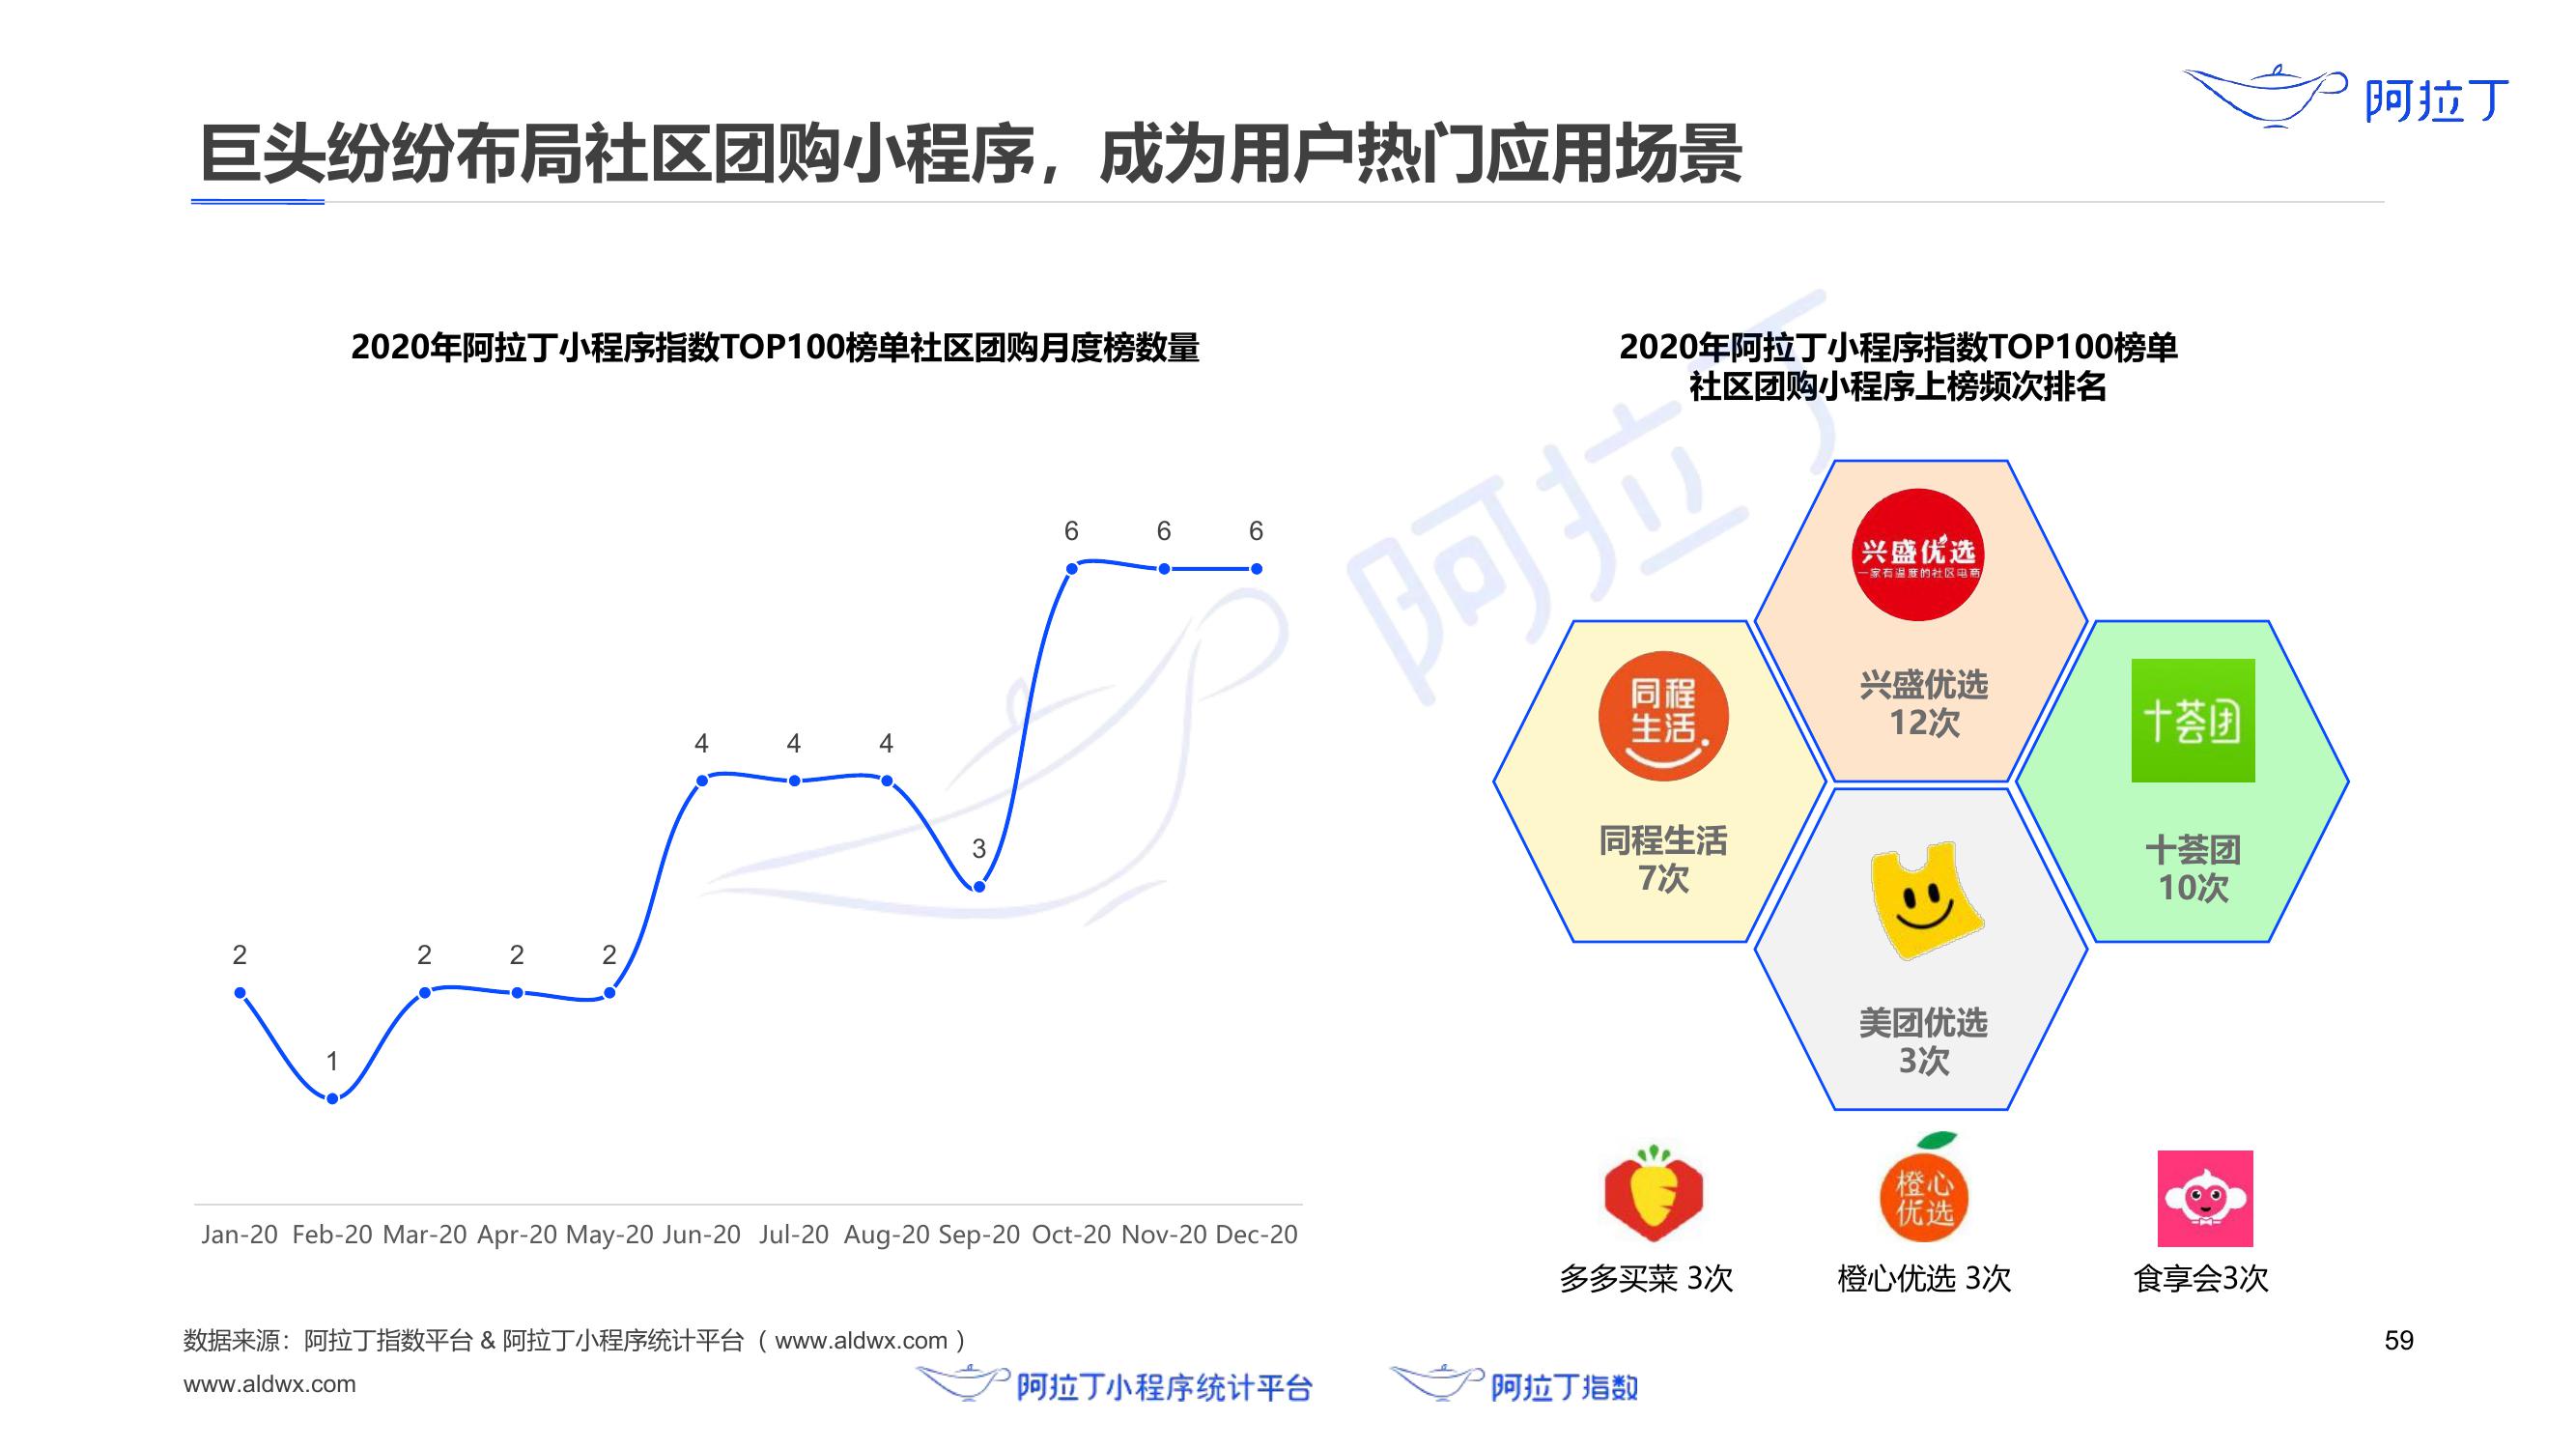 阿拉丁
巨头纷纷布局社区团购小程序，成为用户热门应用场景
2020年阿拉丁小程序指数TOP100榜单社区团购月度榜数量
2
1
2
2
2
4
4
4
3
6
6
6
Jan-20 Feb-20 Mar-20 Apr-20 May-20 Jun-20 Jul-20 Aug-20 Sep-20 Oct-20 Nov-20 Dec-20
2020年阿拉丁小程序指数TOP100榜单
社区团购小程序上榜频次排名
阿拉丁
兴盛优选
一家有温度的社区电商
兴盛优选
12次
同程
生活
同程生活
7次
十荟团
十荟团
10次
美团优选
3次
多多买菜 3次
橙心
优选
橙心优选 3次
食享会3次
数据来源：阿拉丁指数平台 & 阿拉丁小程序统计平台（www.aldwx.com）
59
www.aldwx.com
阿拉丁小程序统计平台
阿拉丁指数